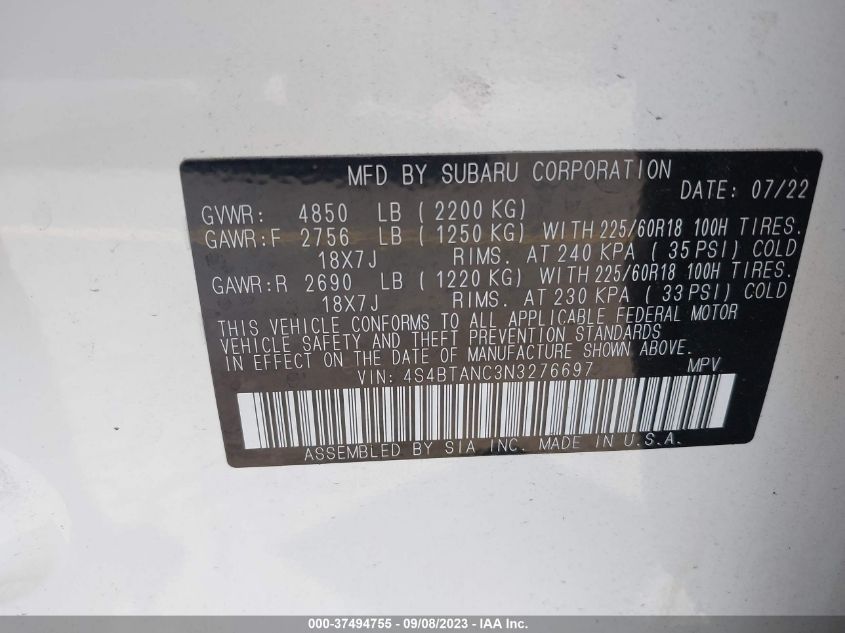 MFD BY SUBARU CORPORATION
DATE: 07/22
GVWR: 4850 LB ( 2200 KG)
GAWR:F 2756 LB ( 1250 KG) WITH 225/60R18 100H TIRES.
18X7J RIMS. AT 240 KPA ( 35 PSI) COLD
GAWR:R 2690 LB ( 1220 KG) WITH 225/60R18 100H TIRES.
18X7J RIMS. AT 230 KPA ( 33 PSI) COLD
THIS VEHICLE CONFORMS TO ALL APPLICABLE FEDERAL MOTOR
VEHICLE SAFETY AND THEFT PREVENTION STANDARDS
IN EFFECT ON THE DATE OF MANUFACTURE SHOWN ABOVE.
VIN: 4S4BTANC3N3276697 MPV
ASSEMBLED BY SIA INC. MADE IN U.S.A.
000-37494755 - 09/08/2023 - IAA Inc.